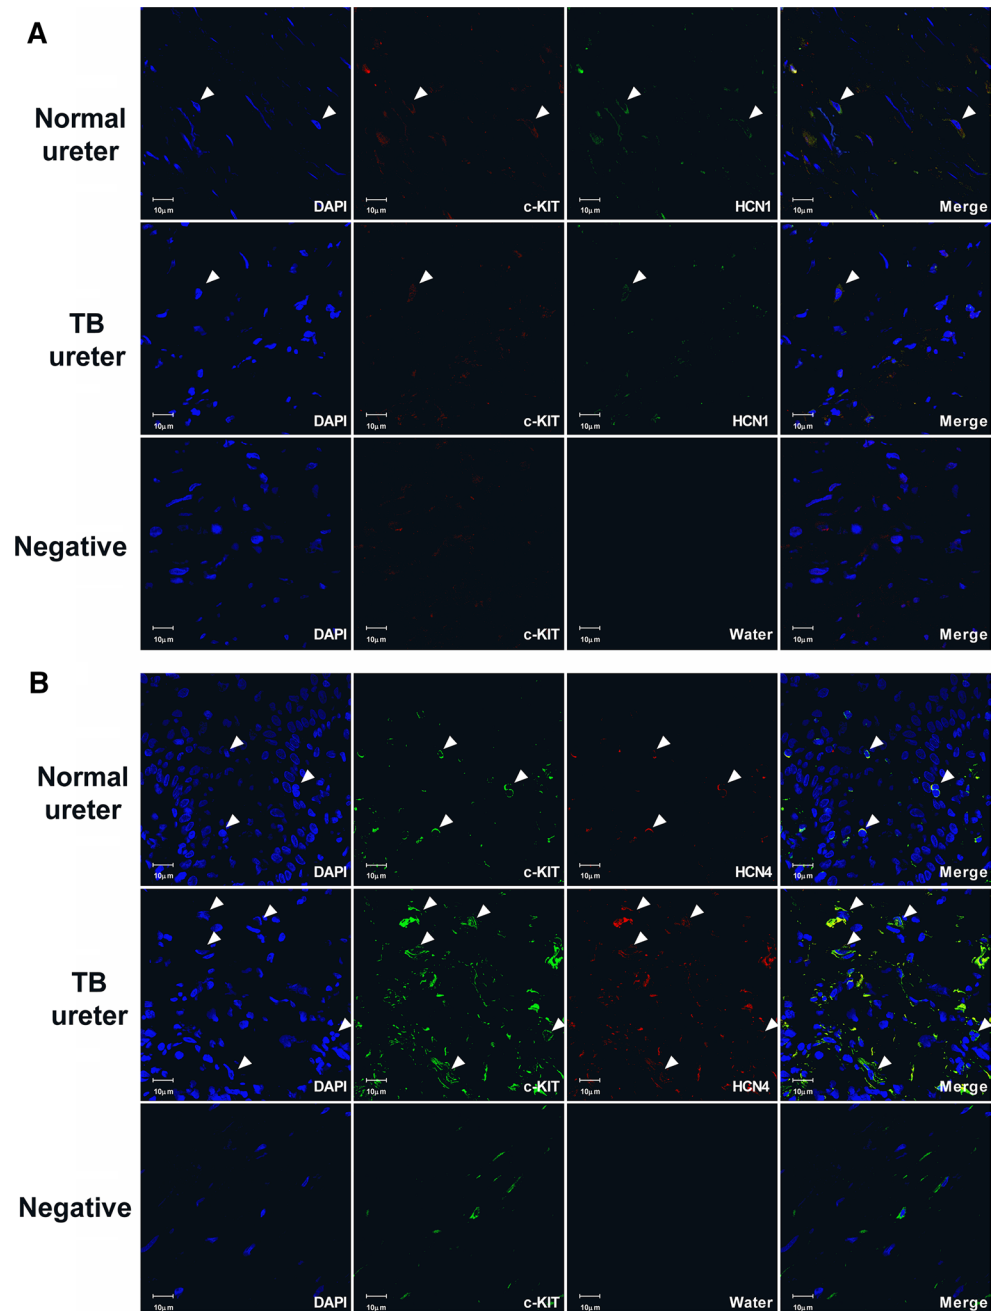 A
Normal
ureter
10μm DAPI
10μm c-KIT
10μm HCN1
10μm Merge
TB
ureter
10μm DAPI
10μm c-KIT
10μm HCN1
10μm Merge
Negative
10μm DAPI
10μm c-KIT
10μm Water
10μm Merge
B
Normal
ureter
10μm DAPI
10μm c-KIT
10μm HCN4
10μm Merge
TB
ureter
10μm DAPI
10μm c-KIT
10μm HCN4
10μm Merge
Negative
10μm DAPI
10μm c-KIT
10μm Water
10μm Merge